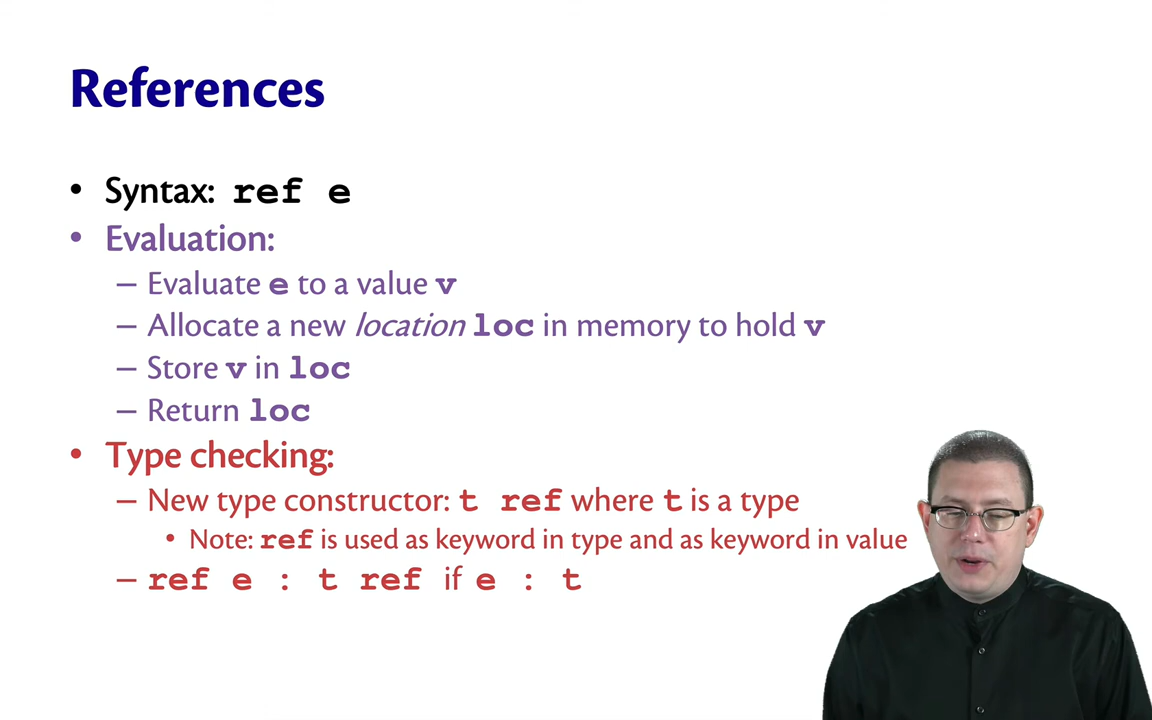 References
• Syntax: ref e
• Evaluation:
– Evaluate e to a value v
– Allocate a new location loc in memory to hold v
– Store v in loc
– Return loc
• Type checking:
– New type constructor: t ref where t is a type
• Note: ref is used as keyword in type and as keyword in value
– ref e : t ref if e : t